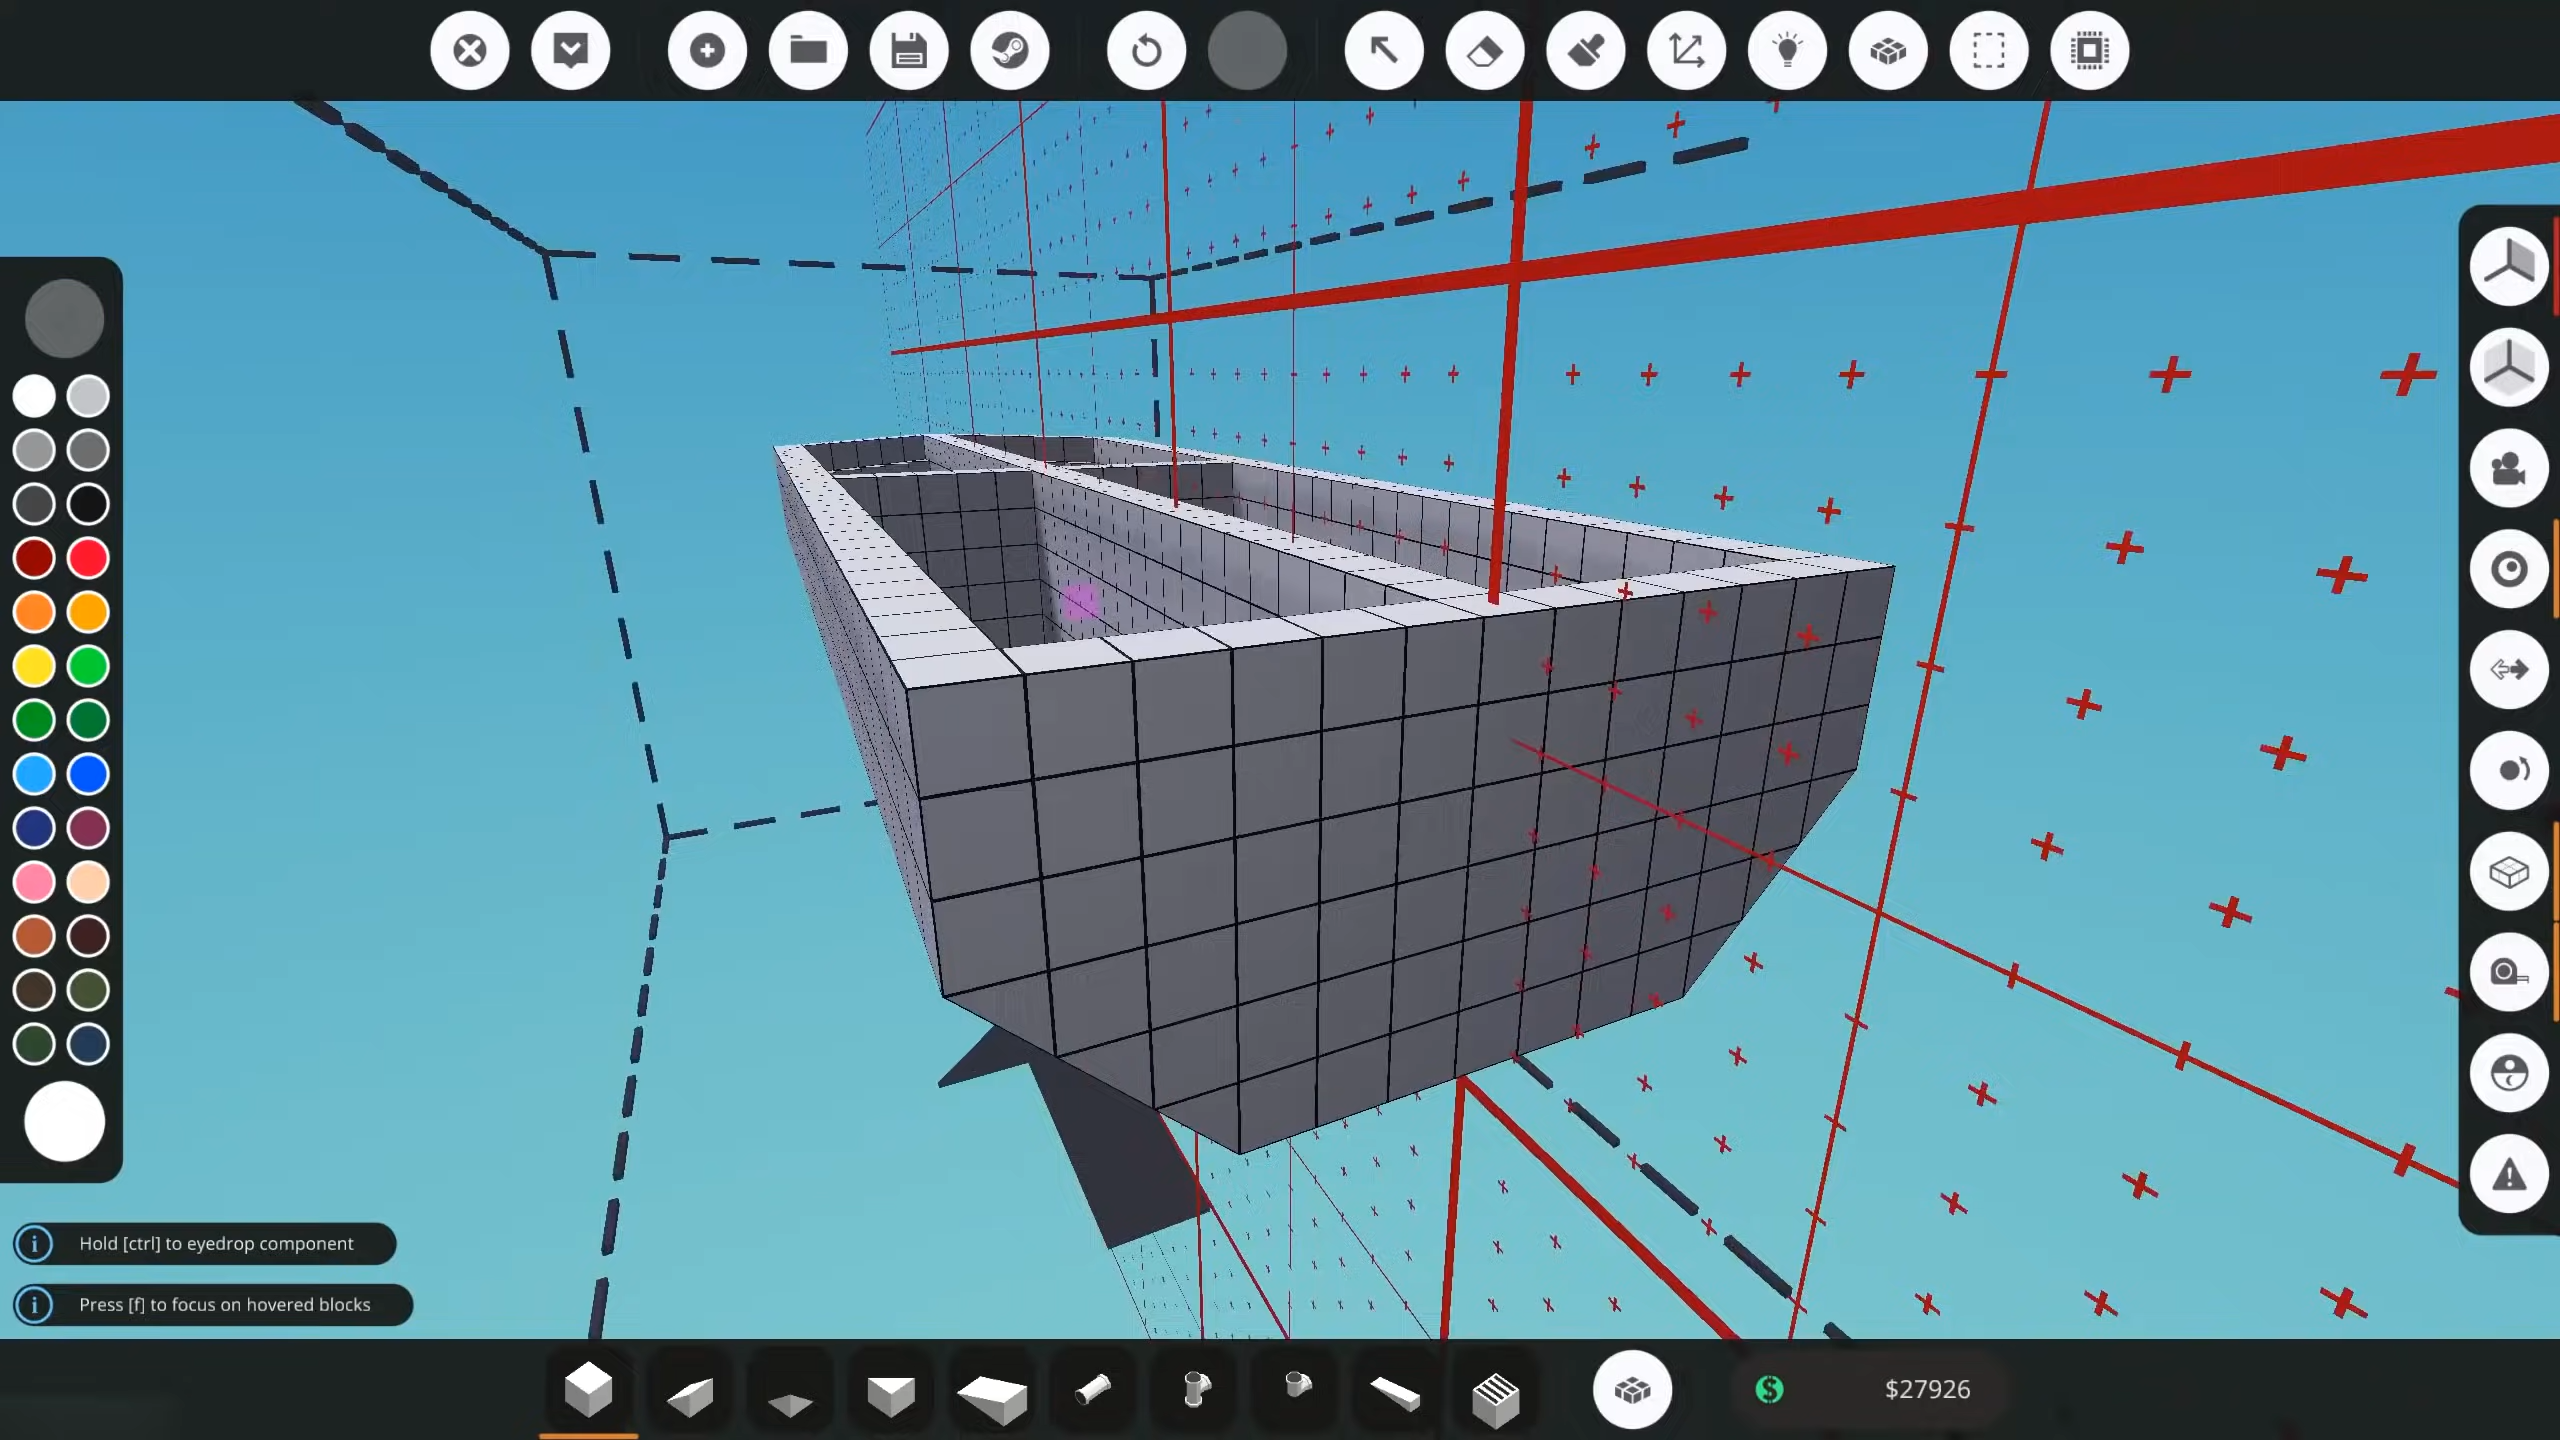 Hold [ctrl] to eyedrop component
Press [f] to focus on hovered blocks
$27926